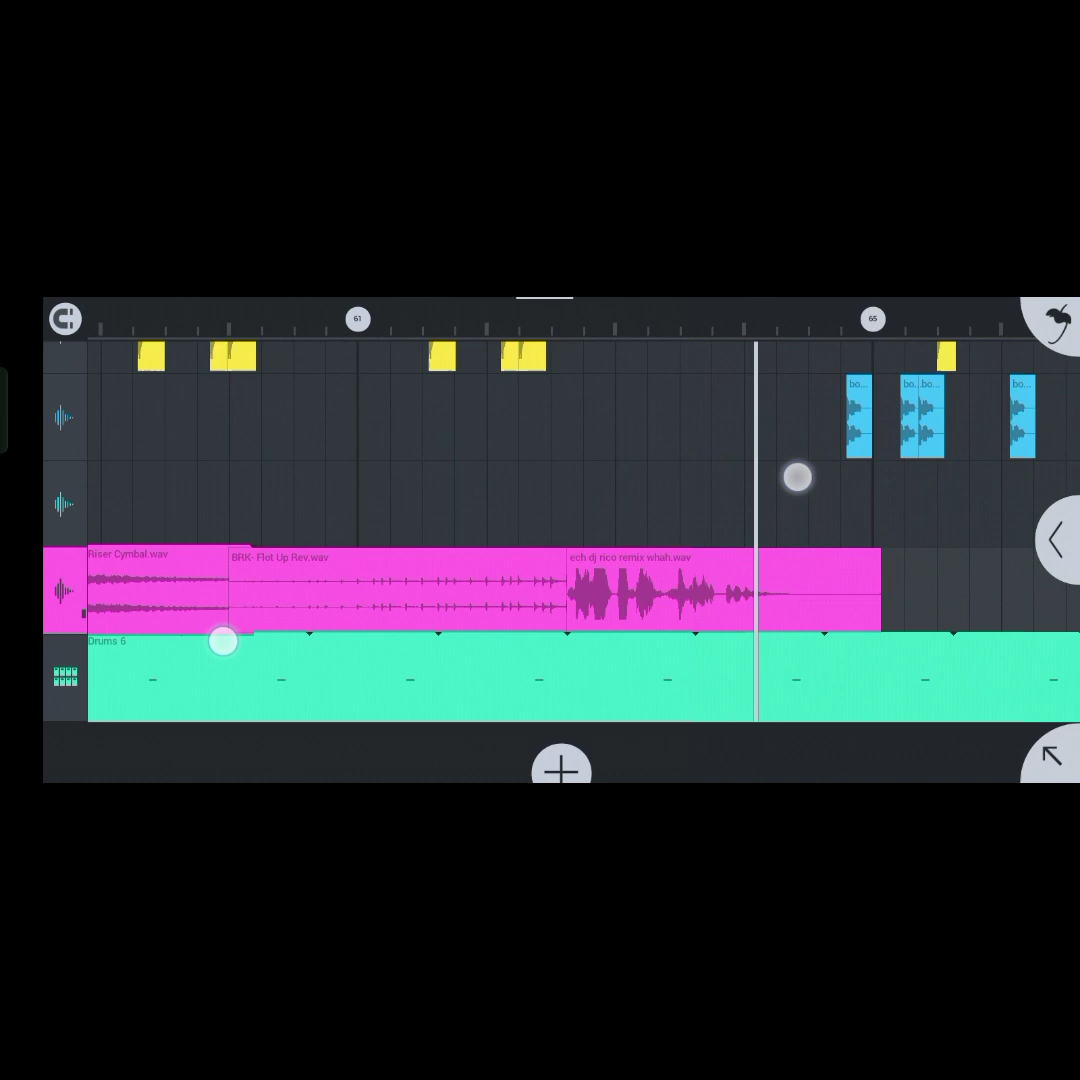 61
65
bo...
bo..
.bo...
bo...
Riser Cymbal.wav
BRK- Flot Up Rev.wav
ech dj rico remix whah.wav
Drums 6